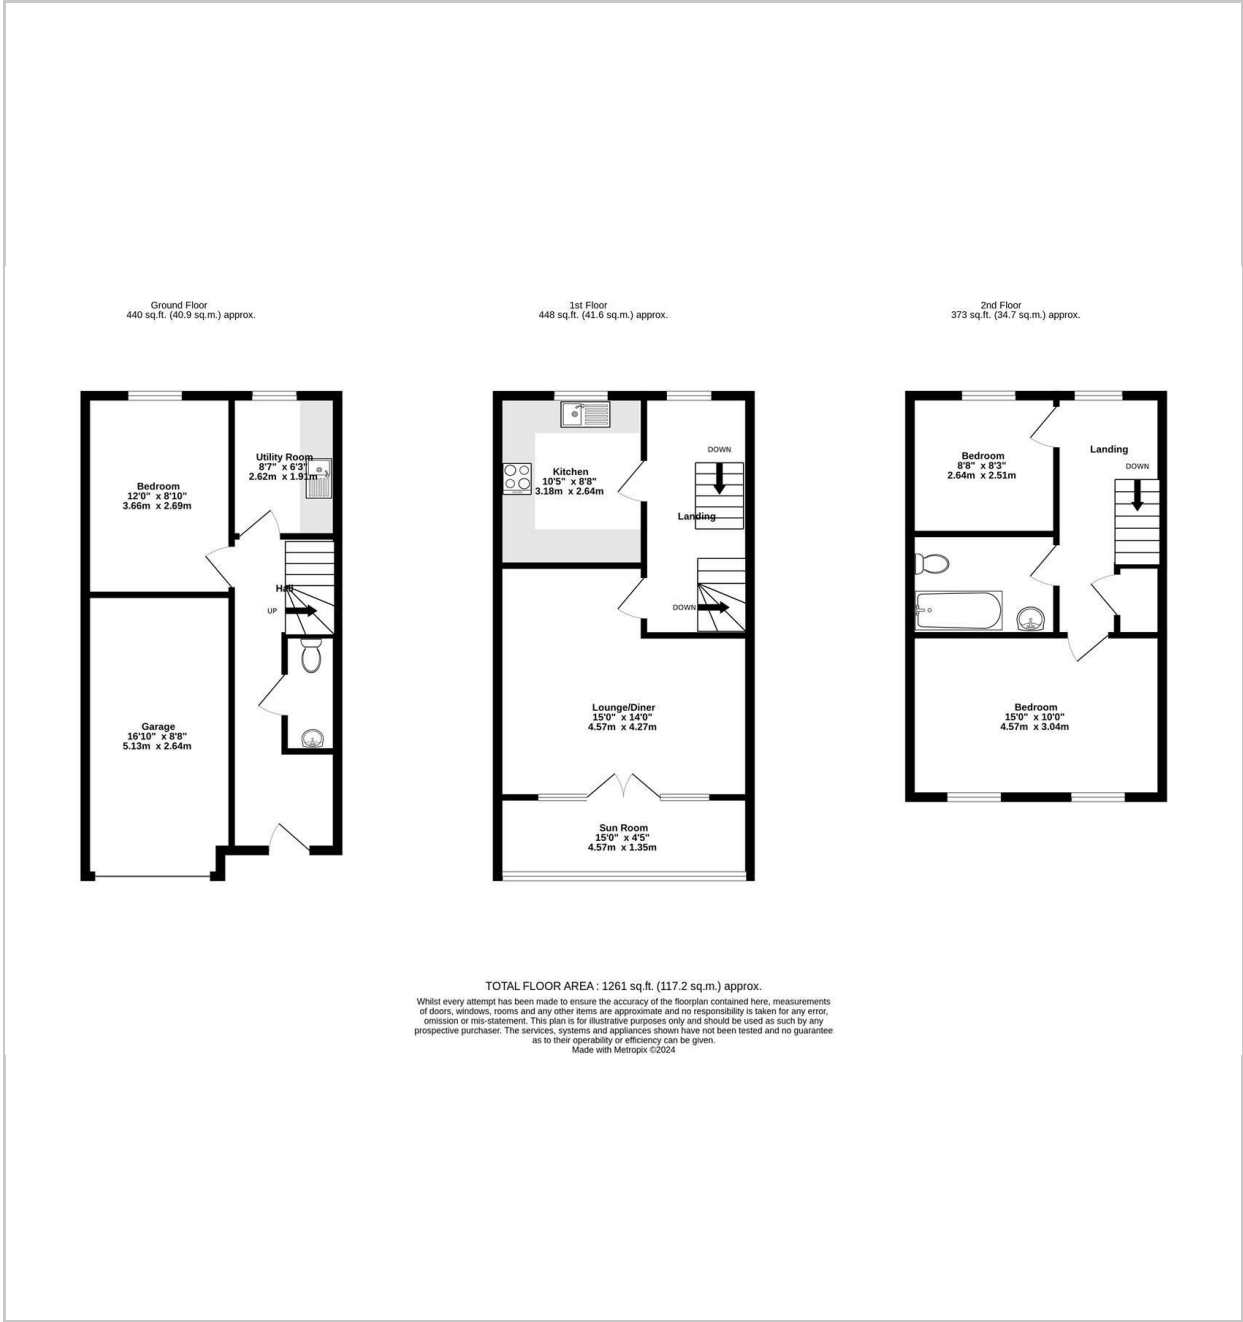 Ground Floor
440 sq.ft. (40.9 sq.m.) approx.
Bedroom
12'0" x 8'10"
3.66m x 2.69m
Utility Room
8'7" x 6'3"
2.62m x 1.91m
Hall
UP
Garage
16'10" x 8'8"
5.13m x 2.64m
1st Floor
448 sq.ft. (41.6 sq.m.) approx.
Kitchen
10'5" x 8'8"
3.18m x 2.64m
DOWN
Landing
DOWN
Lounge/Diner
15'0" x 14'0"
4.57m x 4.27m
Sun Room
15'0" x 4'5"
4.57m x 1.35m
2nd Floor
373 sq.ft. (34.7 sq.m.) approx.
Bedroom
8'8" x 8'3"
2.64m x 2.51m
Landing
DOWN
Bedroom
15'0" x 10'0"
4.57m x 3.04m
TOTAL FLOOR AREA : 1261 sq.ft. (117.2 sq.m.) approx.
Whilst every attempt has been made to ensure the accuracy of the floorplan contained here, measurements
of doors, windows, rooms and any other items are approximate and no responsibility is taken for any error,
omission or mis-statement. This plan is for illustrative purposes only and should be used as such by any
prospective purchaser. The services, systems and appliances shown have not been tested and no guarantee
as to their operability or efficiency can be given.
Made with Metropix ©2024